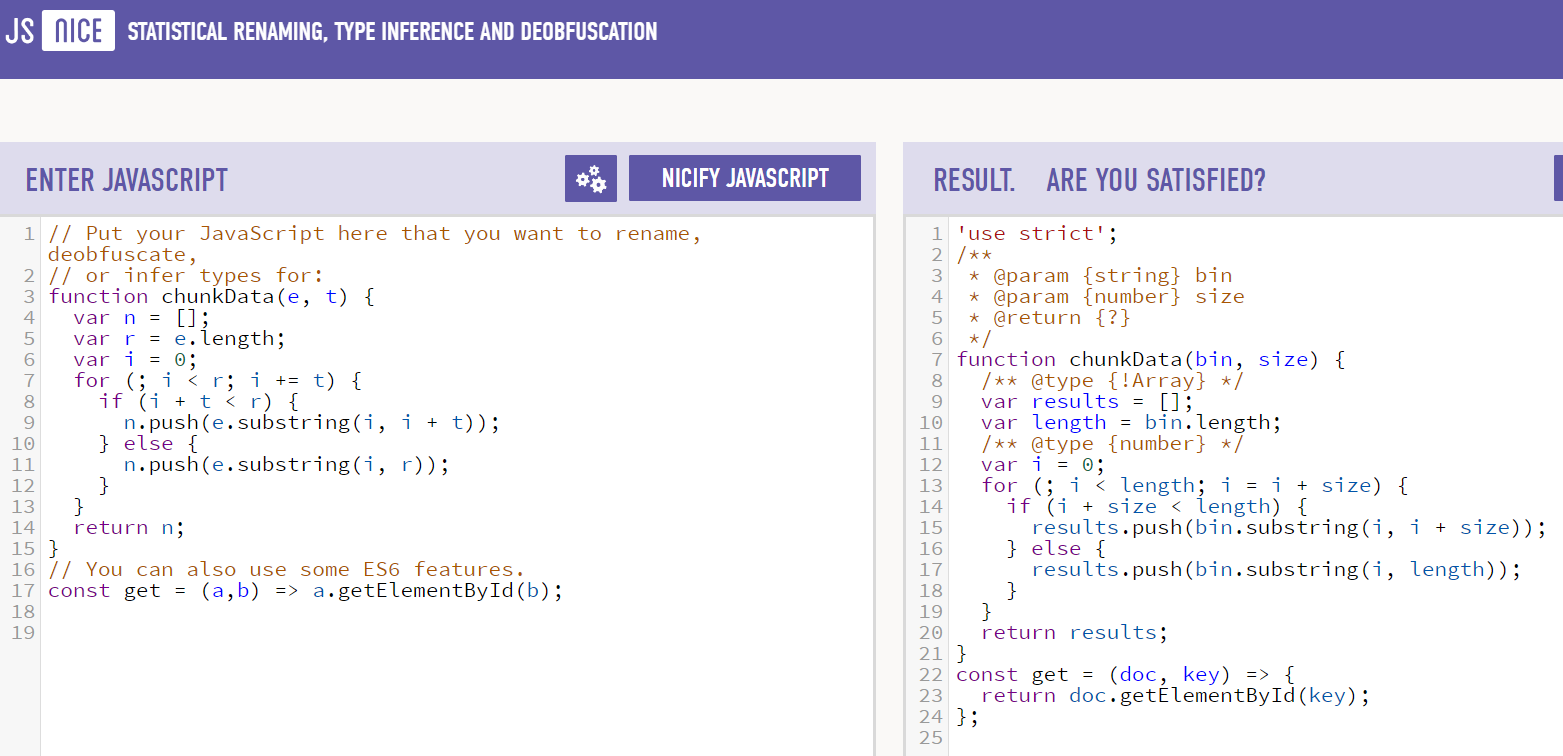 JS NICE STATISTICAL RENAMING, TYPE INFERENCE AND DEOBFUSCATION
ENTER JAVASCRIPT
NICIFY JAVASCRIPT
1 // Put your JavaScript here that you want to rename,
deobfuscate,
2 // or infer types for:
3 function chunkData(e, t) {
4   var n = [];
5   var r = e.length;
6   var i = 0;
7   for (; i < r; i += t) {
8     if (i + t < r) {
9       n.push(e.substring(i, i + t));
10     } else {
11       n.push(e.substring(i, r));
12     }
13   }
14   return n;
15 }
16 // You can also use some ES6 features.
17 const get = (a,b) => a.getElementById(b);
18
19
RESULT. ARE YOU SATISFIED?
1 'use strict';
2 /**
3  * @param {string} bin
4  * @param {number} size
5  * @return {?}
6  */
7 function chunkData(bin, size) {
8   /** @type {!Array} */
9   var results = [];
10   var length = bin.length;
11   /** @type {number} */
12   var i = 0;
13   for (; i < length; i = i + size) {
14     if (i + size < length) {
15       results.push(bin.substring(i, i + size));
16     } else {
17       results.push(bin.substring(i, length));
18     }
19   }
20   return results;
21 }
22 const get = (doc, key) => {
23   return doc.getElementById(key);
24 };
25